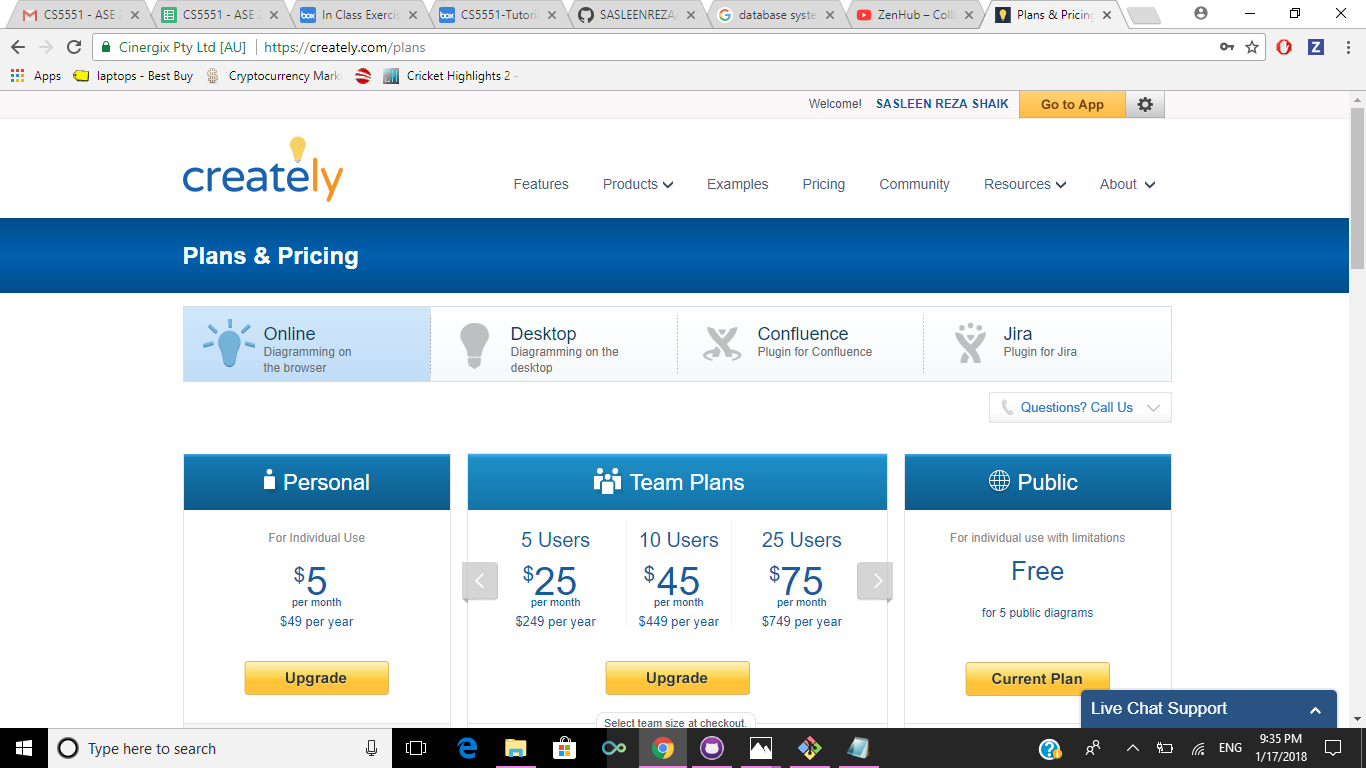 CS5551 - ASE 2
CS5551 - ASE 2
box In Class Exercis
box CS5551-Tutori
SASLEENREZA
database syste
ZenHub – Colla
Plans & Pricing
Cinergix Pty Ltd [AU] https://creately.com/plans
Apps laptops - Best Buy Cryptocurrency Mark Cricket Highlights 2 -
Welcome! SASLEEN REZA SHAIK Go to App
creately
Features Products Examples Pricing Community Resources About
Plans & Pricing
Online
Diagramming on
the browser
Desktop
Diagramming on the
desktop
Confluence
Plugin for Confluence
Jira
Plugin for Jira
Questions? Call Us
Personal
For Individual Use
$5
per month
$49 per year
Upgrade
Team Plans
5 Users 10 Users 25 Users
$25 $45 $75
per month per month per month
$249 per year $449 per year $749 per year
Upgrade
Select team size at checkout.
Public
For individual use with limitations
Free
for 5 public diagrams
Current Plan
Live Chat Support
Type here to search
ENG
9:35 PM
1/17/2018